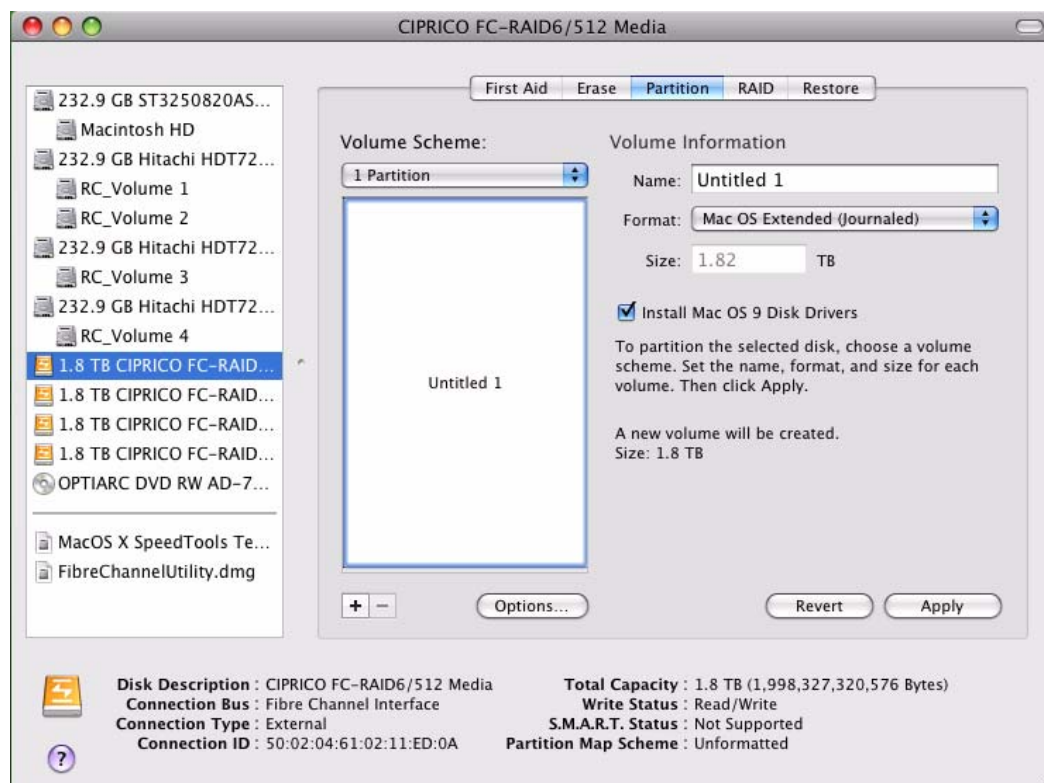 CIPRICO FC-RAID6/512 Media
232.9 GB ST3250820AS...
Macintosh HD
232.9 GB Hitachi HDT72...
RC_Volume 1
RC_Volume 2
232.9 GB Hitachi HDT72...
RC_Volume 3
232.9 GB Hitachi HDT72...
RC_Volume 4
1.8 TB CIPRICO FC-RAID...
1.8 TB CIPRICO FC-RAID...
1.8 TB CIPRICO FC-RAID...
1.8 TB CIPRICO FC-RAID...
OPTIARC DVD RW AD-7...
MacOS X SpeedTools Te...
FibreChannelUtility.dmg
First Aid Erase Partition RAID Restore
Volume Scheme:
1 Partition
Untitled 1
+ −
Options...
Volume Information
Name: Untitled 1
Format: Mac OS Extended (Journaled)
Size: 1.82 TB
Install Mac OS 9 Disk Drivers
To partition the selected disk, choose a volume
scheme. Set the name, format, and size for each
volume. Then click Apply.
A new volume will be created.
Size: 1.8 TB
Revert Apply
Disk Description : CIPRICO FC-RAID6/512 Media
Connection Bus : Fibre Channel Interface
Connection Type : External
Connection ID : 50:02:04:61:02:11:ED:0A
Total Capacity : 1.8 TB (1,998,327,320,576 Bytes)
Write Status : Read/Write
S.M.A.R.T. Status : Not Supported
Partition Map Scheme : Unformatted
?